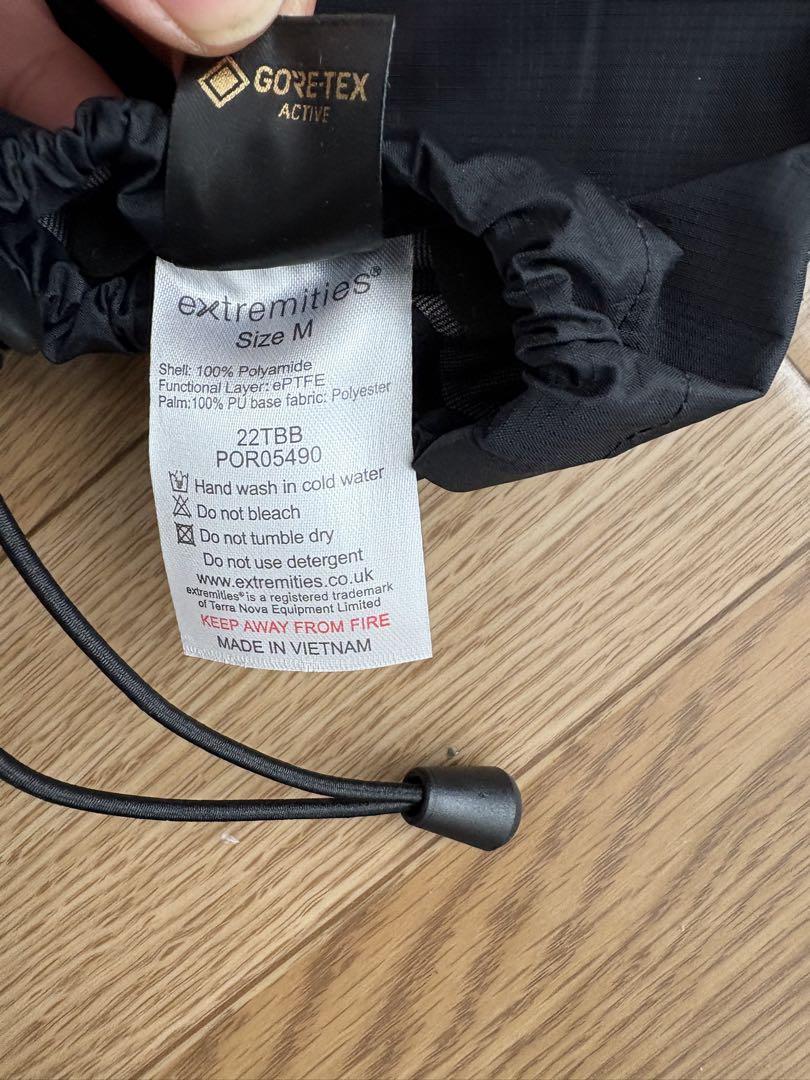 GORE-TEX
ACTIVE
extremities®
Size M
Shell: 100% Polyamide
Functional Layer: ePTFE
Palm:100% PU base fabric: Polyester
22TBB
POR05490
Hand wash in cold water
Do not bleach
Do not tumble dry
Do not use detergent
www.extremities.co.uk
extremities® is a registered trademark
of Terra Nova Equipment Limited
KEEP AWAY FROM FIRE
MADE IN VIETNAM